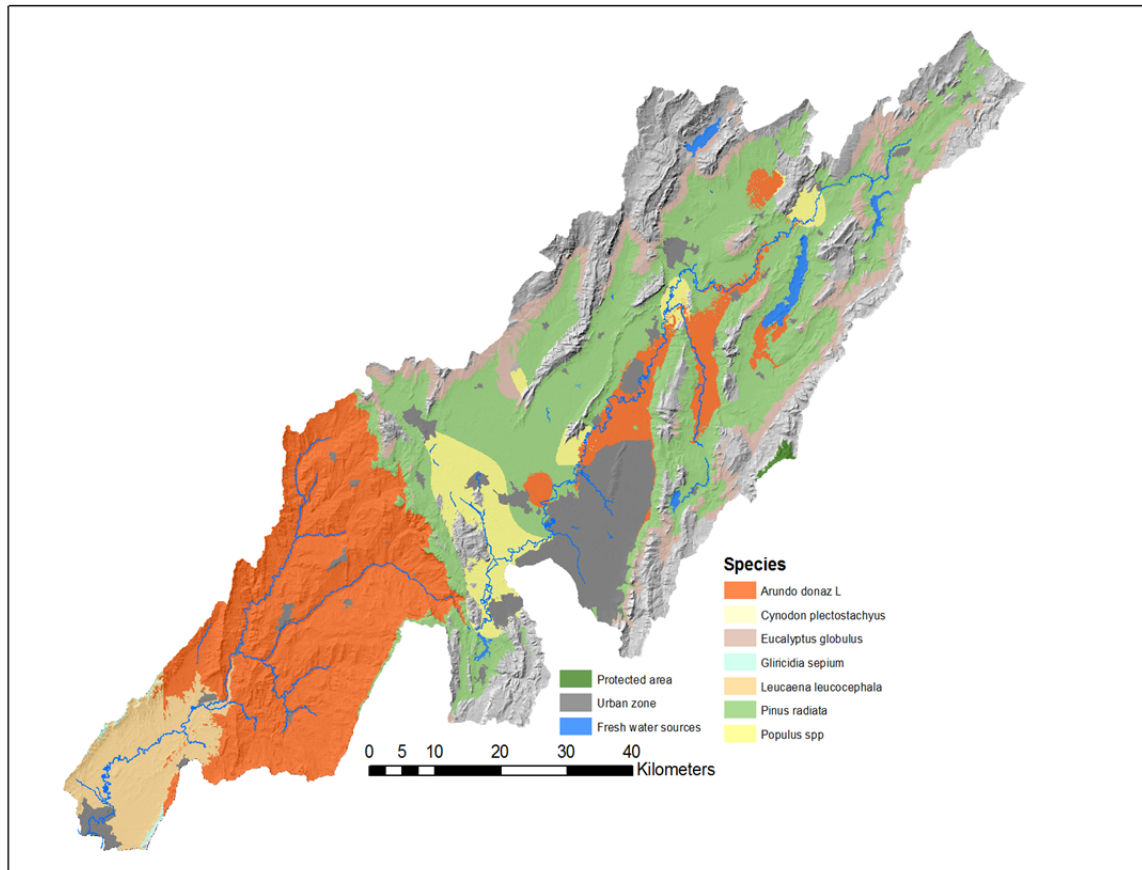 Species
Arundo donaz L
Cynodon plectostachyus
Eucalyptus globulus
Gliricidia sepium
Leucaena leucocephala
Pinus radiata
Populus spp
Protected area
Urban zone
Fresh water sources
0 5 10 20 30 40
Kilometers